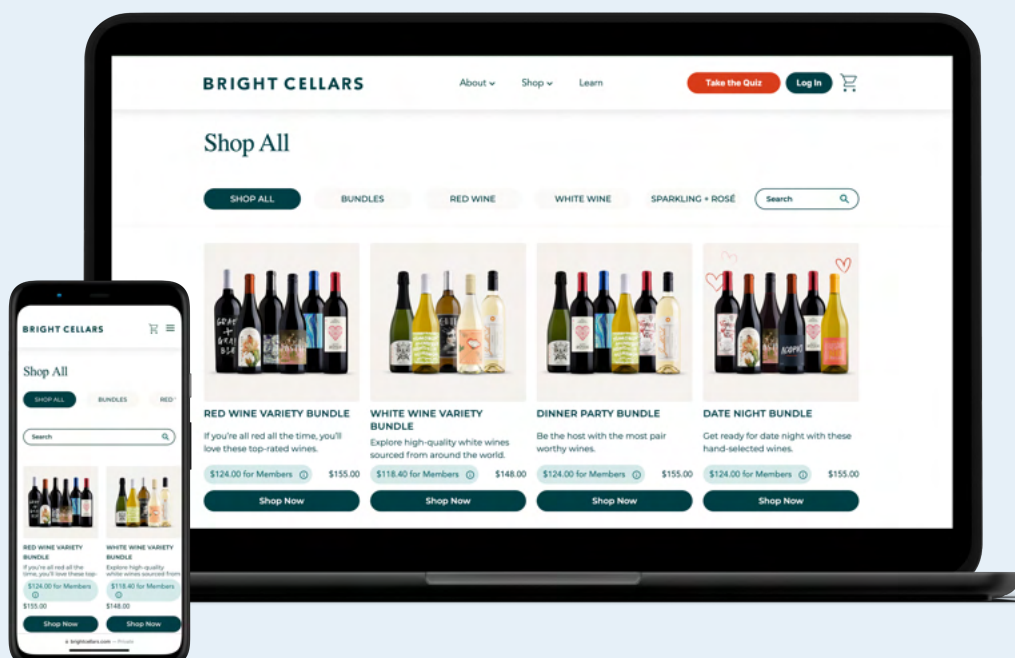 BRIGHT CELLARS
About
Shop
Learn
Take the Quiz
Log In
Shop All
SHOP ALL
BUNDLES
RED WINE
WHITE WINE
SPARKLING + ROSÉ
Search
RED WINE VARIETY BUNDLE
If you're all red all the time, you'll
love these top-rated wines.
$124.00 for Members
$155.00
Shop Now
WHITE WINE VARIETY
BUNDLE
Explore high-quality white wines
sourced from around the world.
$118.40 for Members
$148.00
Shop Now
DINNER PARTY BUNDLE
Be the host with the most pair
worthy wines.
$124.00 for Members
$155.00
Shop Now
DATE NIGHT BUNDLE
Get ready for date night with these
hand-selected wines.
$124.00 for Members
$155.00
Shop Now
BRIGHT CELLARS
Shop All
SHOP ALL
BUNDLES
RED
Search
RED WINE VARIETY
BUNDLE
If you're all red all the
time, you'll love these top-
$124.00 for Members
$155.00
Shop Now
WHITE WINE VARIETY
BUNDLE
Explore high-quality
white wines sourced from
$118.40 for Members
$148.00
Shop Now
brightcellars.com — Private